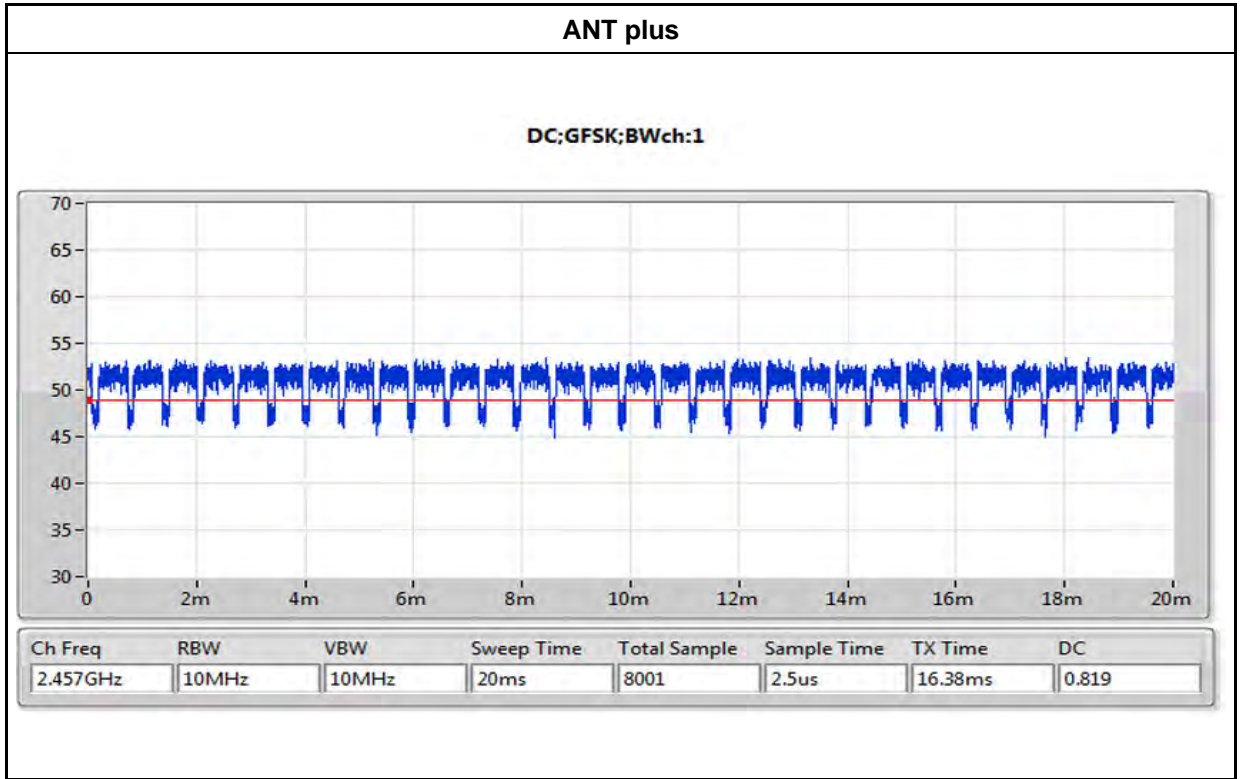 ANT plus
DC;GFSK;BWch:1
70
65
60
55
50
45
40
35
30
0 2m 4m 6m 8m 10m 12m 14m 16m 18m 20m
Ch Freq RBW VBW Sweep Time Total Sample Sample Time TX Time DC
2.457GHz 10MHz 10MHz 20ms 8001 2.5us 16.38ms 0.819